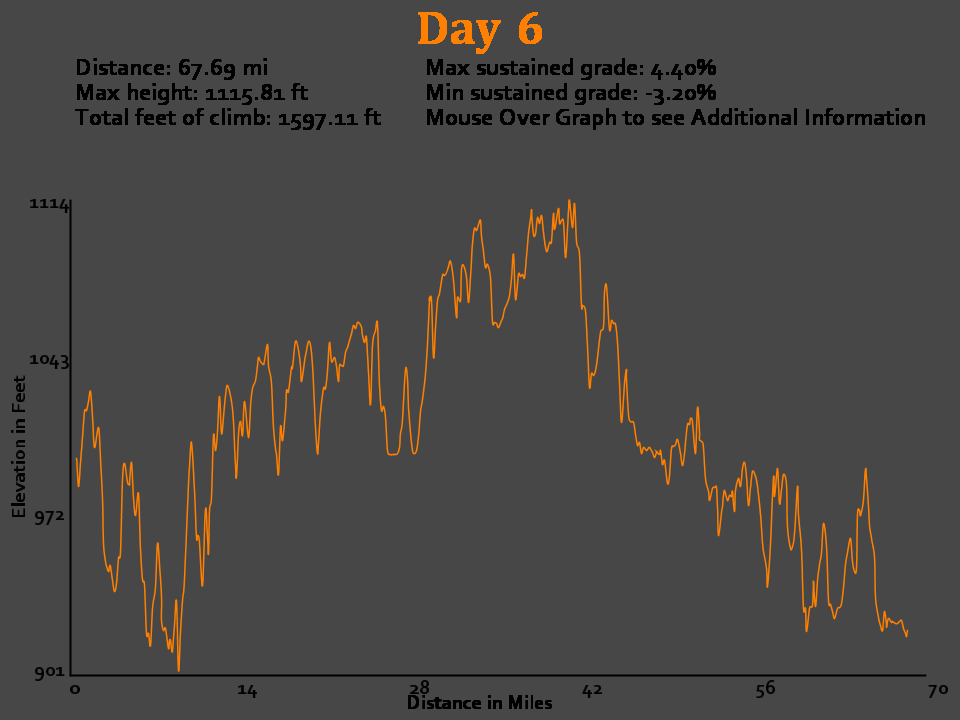 Day 6
Distance: 67.69 mi
Max height: 1115.81 ft
Total feet of climb: 1597.11 ft
Max sustained grade: 4.40%
Min sustained grade: -3.20%
Mouse Over Graph to see Additional Information
1114
1043
972
901
Elevation in Feet
0 14 28 42 56 70
Distance in Miles